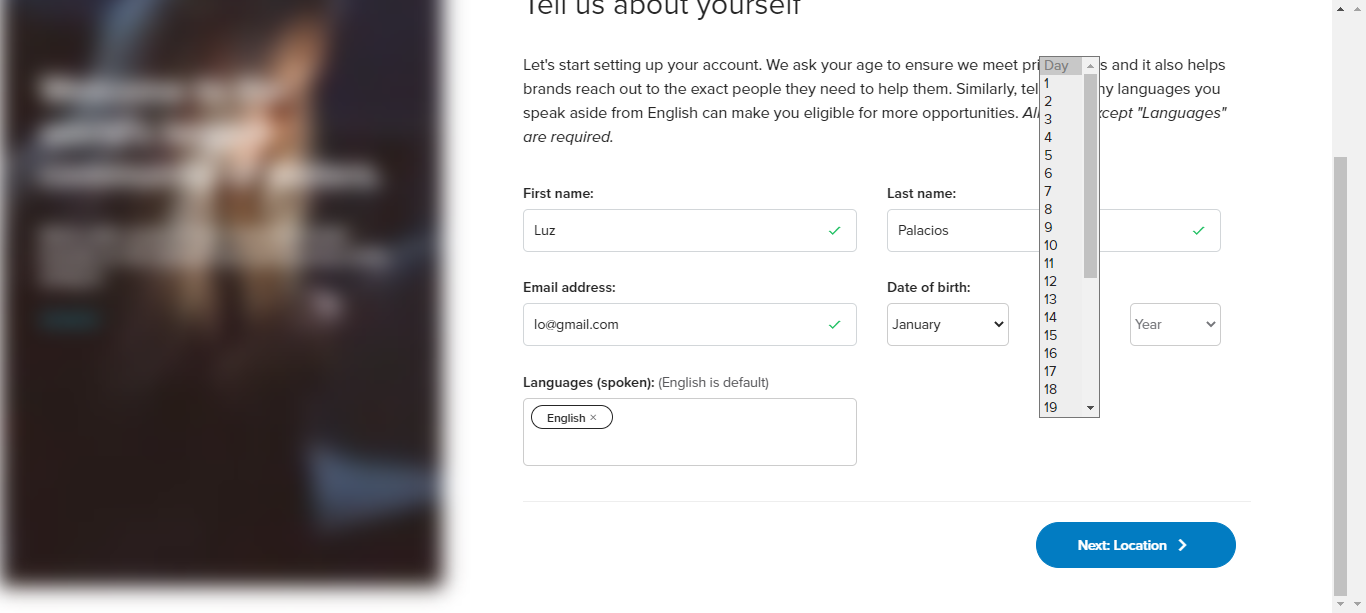 Tell us about yourself
Let's start setting up your account. We ask your age to ensure we meet pri s and it also helps
brands reach out to the exact people they need to help them. Similarly, tel ny languages you
speak aside from English can make you eligible for more opportunities. Al xcept "Languages"
are required.
First name:
Last name:
Luz
Palacios
Email address:
Date of birth:
lo@gmail.com
January
Year
Languages (spoken): (English is default)
English ×
Day
1
2
3
4
5
6
7
8
9
10
11
12
13
14
15
16
17
18
19
Next: Location